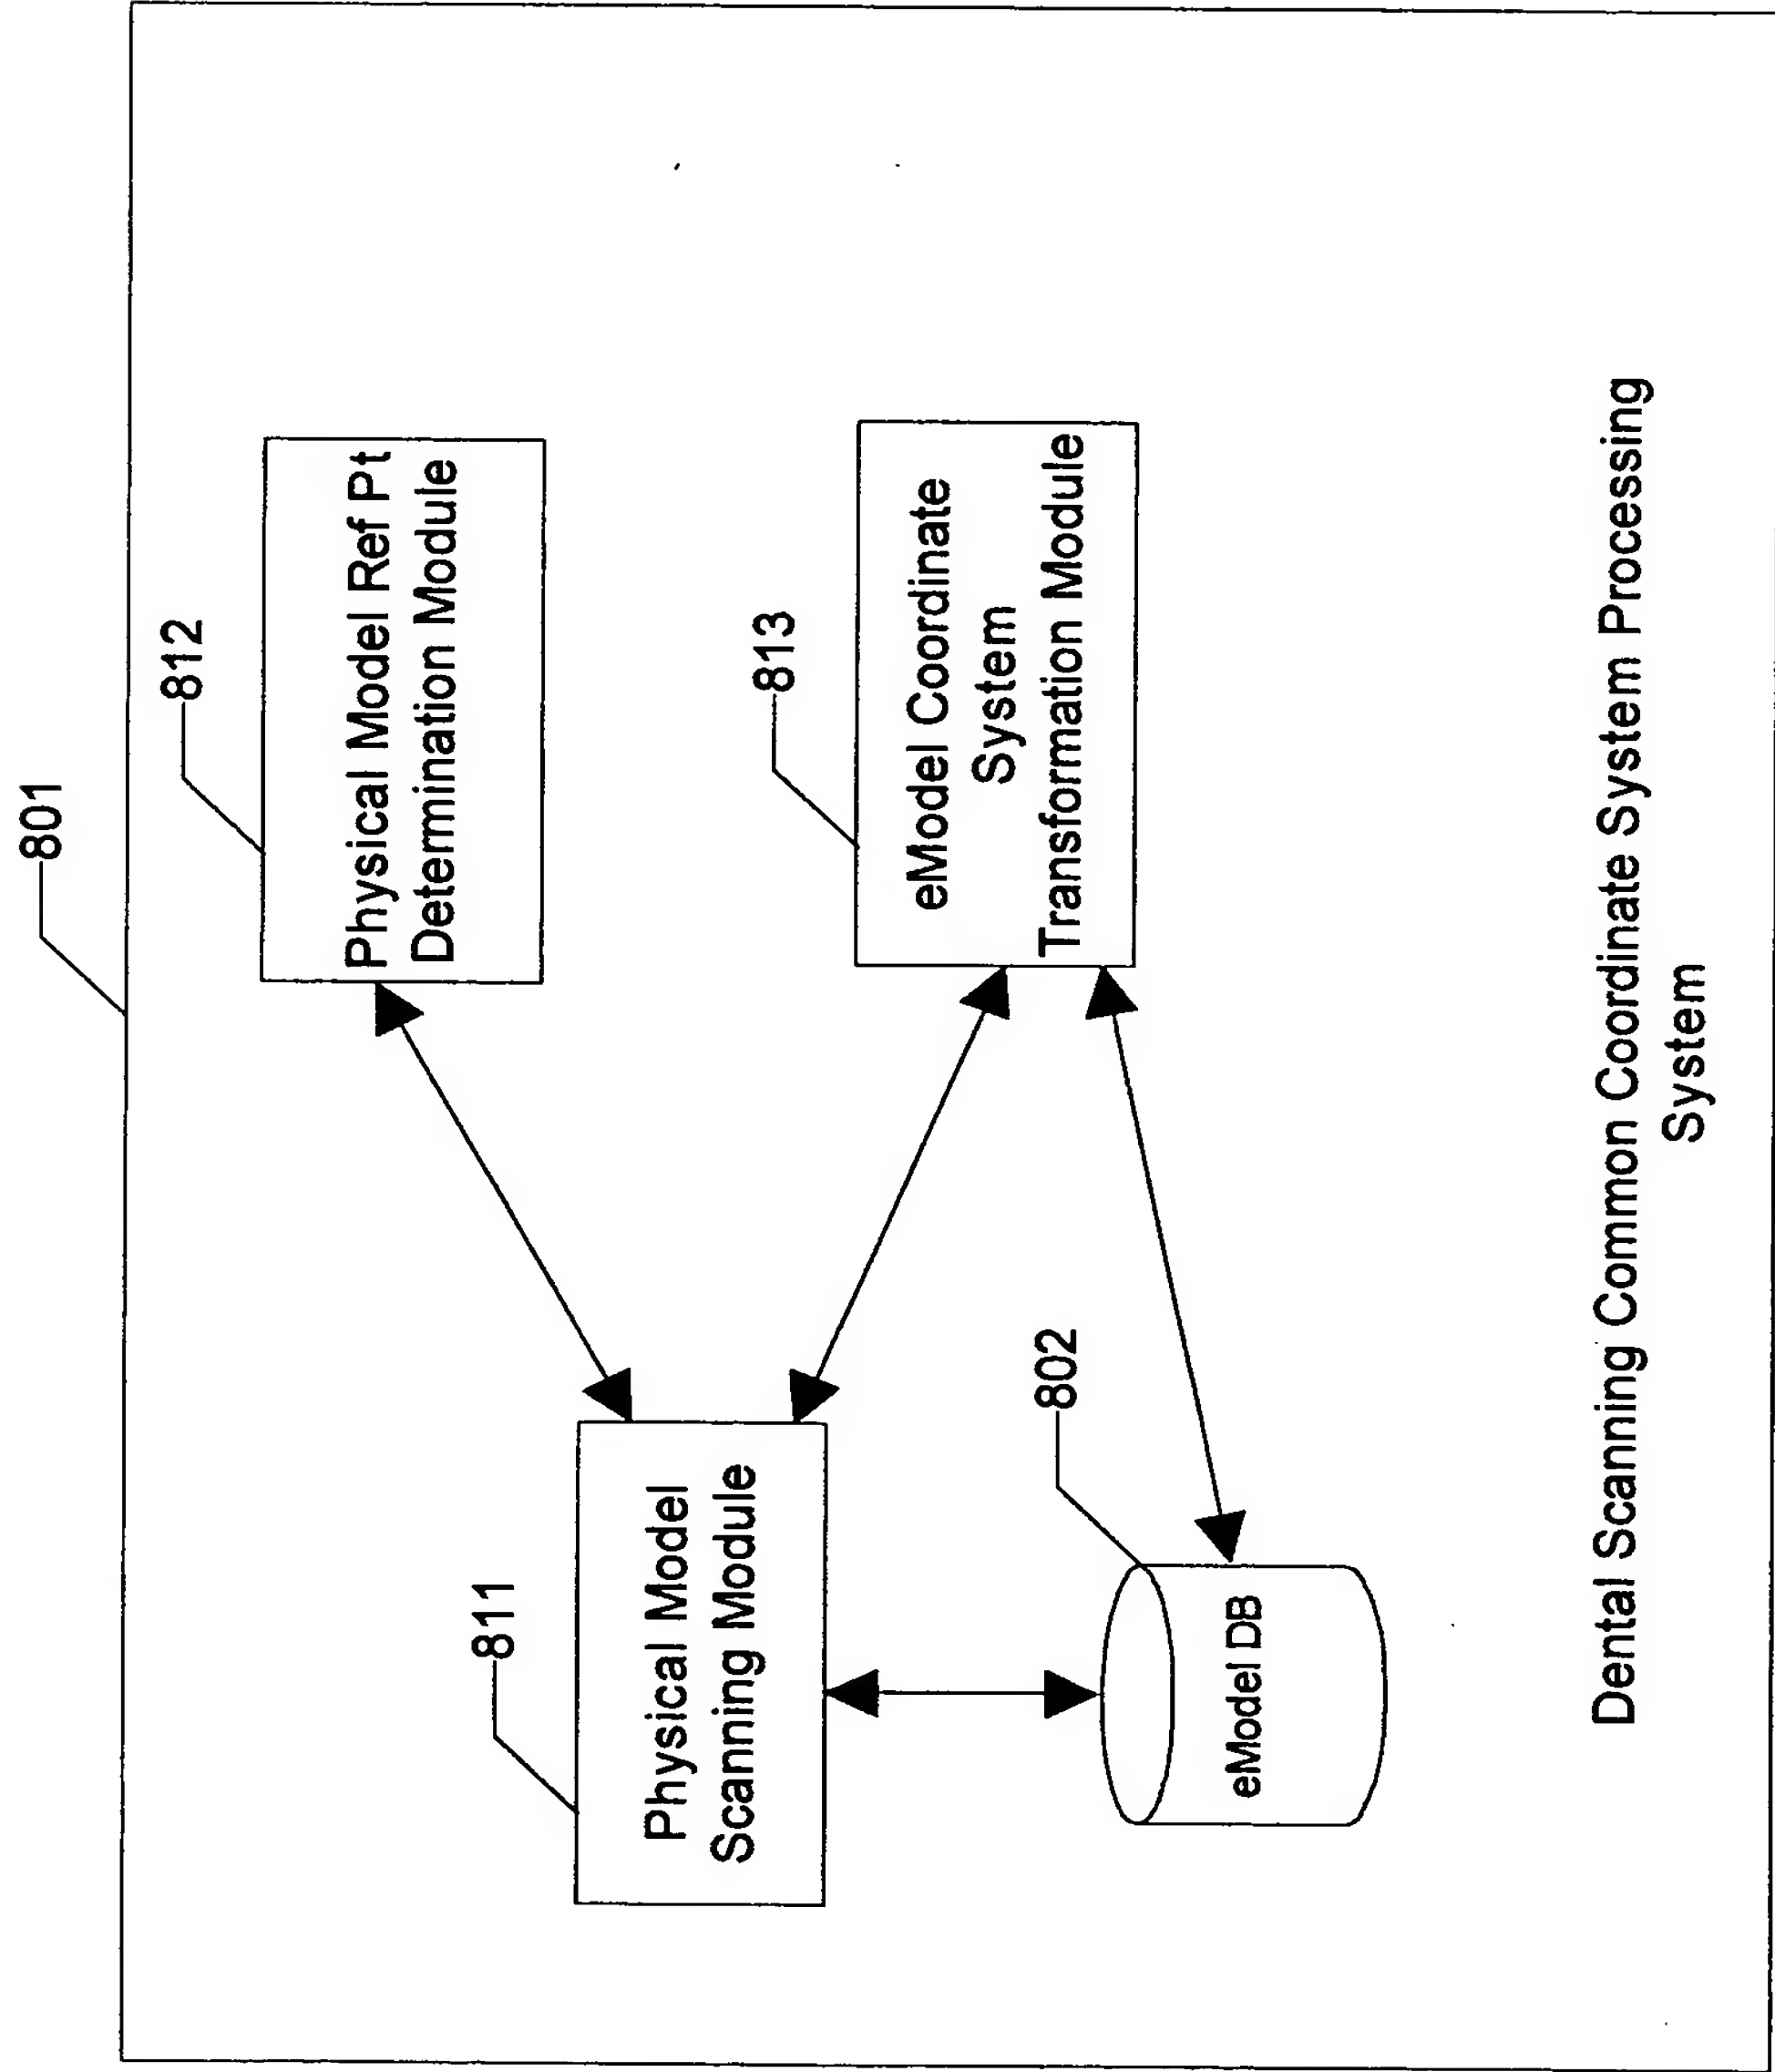 801
812
Physical Model Ref Pt
Determination Module
811
Physical Model
Scanning Module
813
eModel Coordinate
System
Transformation Module
802
eModel DB
Dental Scanning Common Coordinate System Processing
System